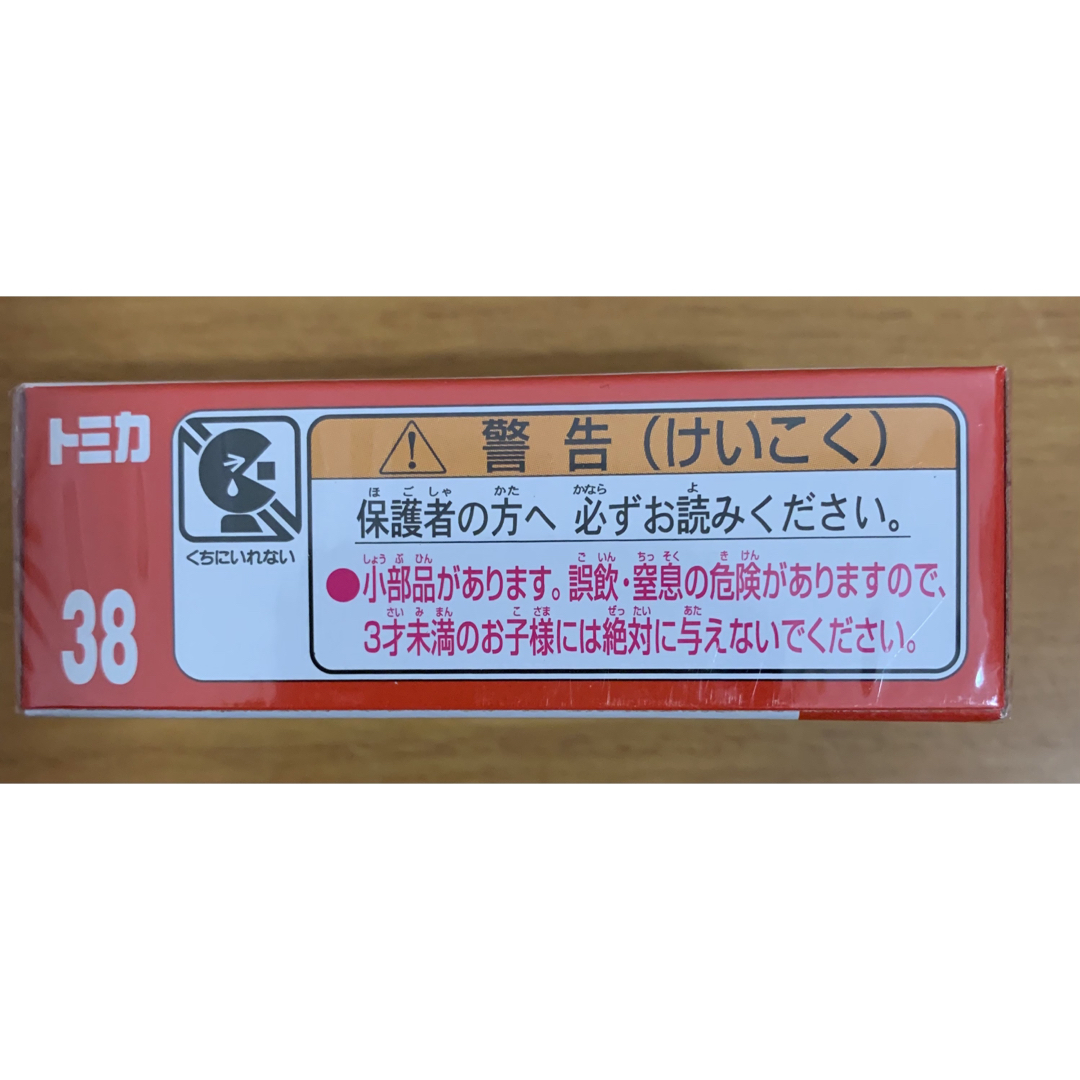 トミカ
38
くちにいれない
警告(けいこく)
ほごしゃ かた かなら よ
保護者の方へ 必ずお読みください。
しょうぶひん ごいん ちっそく きけん
●小部品があります。誤飲・窒息の危険がありますので、
さいみまん こさま ぜったい あた
3才未満のお子様には絶対に与えないでください。